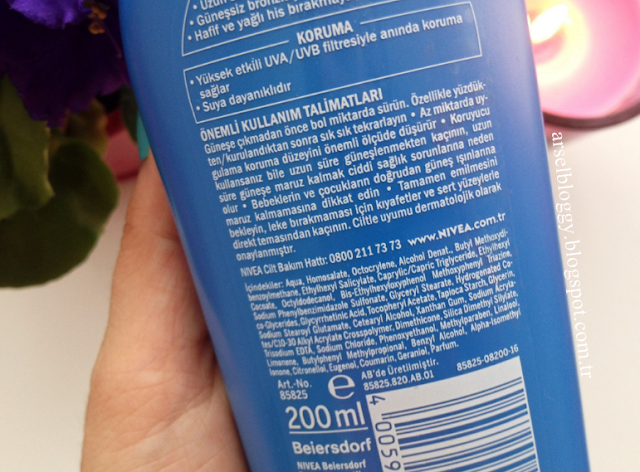 • Uzun
• Güneşsiz bronz
• Hafif ve yağlı his bırakmaya
KORUMA
• Yüksek etkili UVA/UVB filtresiyle anında koruma
sağlar
• Suya dayanıklıdır
ÖNEMLİ KULLANIM TALİMATLARI
Güneşe çıkmadan önce bol miktarda sürün. Özellikle yüzdük-
ten/kurulandıktan sonra sık sık tekrarlayın • Az miktarda uy-
gulama koruma düzeyini önemli ölçüde düşürür • Koruyucu
kullansanız bile uzun süre güneşlenmekten kaçının, uzun
süre güneşe maruz kalmak ciddi sağlık sorunlarına neden
olur • Bebeklerin ve çocukların doğrudan güneş ışınlarına
maruz kalmamasına dikkat edin • Tamamen emilmesini
bekleyin, leke bırakmaması için kıyafetler ve sert yüzeylerle
direkt temasından kaçının. Ciltle uyumu dermatolojik olarak
onaylanmıştır.
NIVEA Cilt Bakım Hattı: 0800 211 73 73 www.NIVEA.com.tr
İçindekiler: Aqua, Homosalate, Octocrylene, Alcohol Denat., Butyl Methoxydi-
benzoylmethane, Ethylhexyl Salicylate, Caprylic/Capric Triglyceride, Ethylhexyl
Cocoate, Octyldodecanol, Bis-Ethylhexyloxyphenol Methoxyphenyl Triazine,
Sodium Phenylbenzimidazole Sulfonate, Glyceryl Stearate, Hydrogenated Co-
co-Glycerides, Glycyrrhetinic Acid, Tocopheryl Acetate, Tapioca Starch, Glycerin,
Sodium Stearoyl Glutamate, Cetearyl Alcohol, Xanthan Gum, Sodium Acryla-
tes/C10-30 Alkyl Acrylate Crosspolymer, Dimethicone, Silica Dimethyl Silylate,
Trisodium EDTA, Sodium Chloride, Phenoxyethanol, Methylparaben, Linalool,
Limonene, Butylphenyl Methylpropional, Benzyl Alcohol, Alpha-Isomethyl
Ionone, Citronellol, Eugenol, Coumarin, Geraniol, Parfum.
Art.-No.
85825
e
AB'de Üretilmiştir.
85825.820.AB.01
85825-08200-16
200 ml
Beiersdorf
NIVEA Beiersdorf
4 0059
arselbloggy.blogspot.com.tr